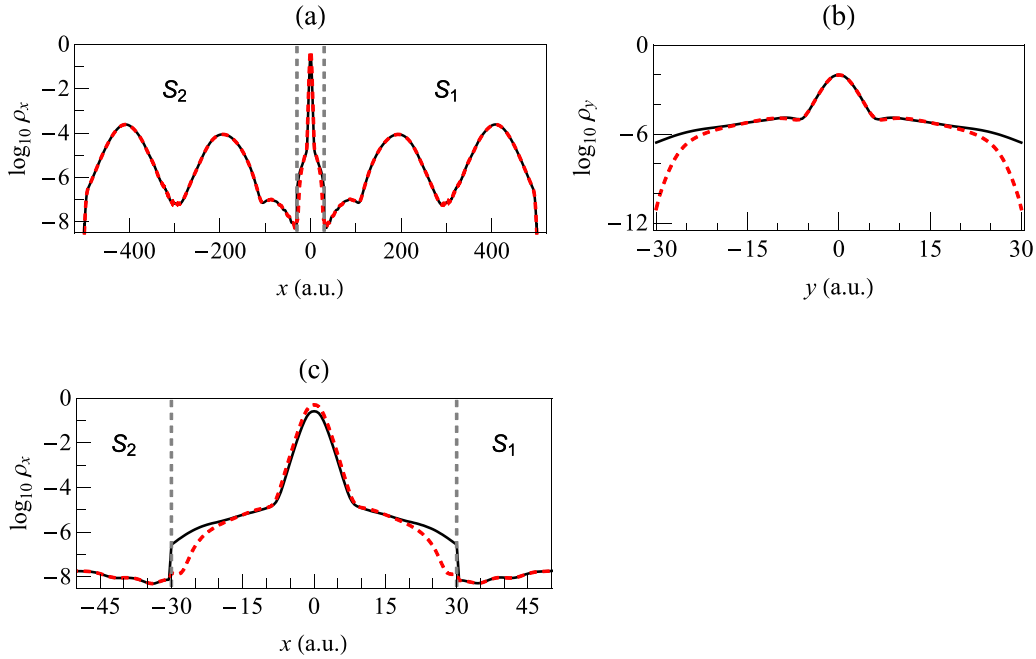 (a)
0
−2
−4
−6
−8
log10 ρx
S2
S1
−400 −200 0 200 400
x (a.u.)
(b)
0
−6
−12
log10 ρy
−30 −15 0 15 30
y (a.u.)
(c)
0
−2
−4
−6
−8
log10 ρx
S2
S1
−45 −30 −15 0 15 30 45
x (a.u.)